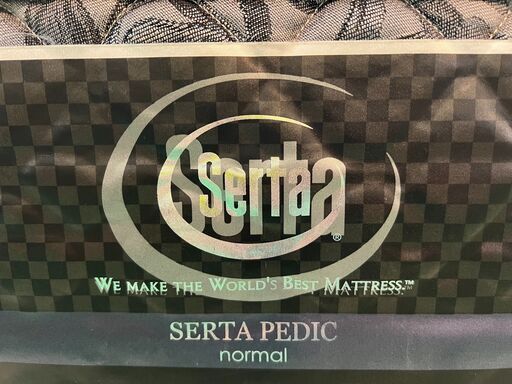 Serta®
We Make the World's Best Mattress.™
SERTA PEDIC
normal